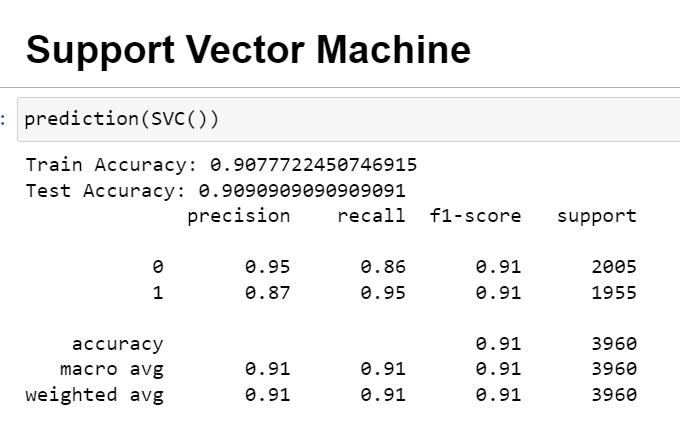 Support Vector Machine
: prediction(SVC())
Train Accuracy: 0.9077722450746915
Test Accuracy: 0.9090909090909091
precision recall f1-score support
0 0.95 0.86 0.91 2005
1 0.87 0.95 0.91 1955
accuracy 0.91 3960
macro avg 0.91 0.91 0.91 3960
weighted avg 0.91 0.91 0.91 3960